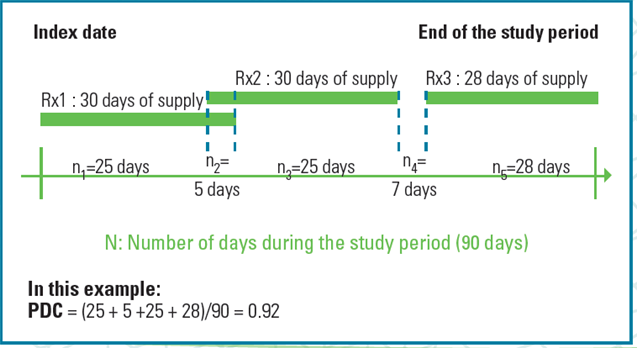 Index date
End of the study period
Rx2 : 30 days of supply
Rx3 : 28 days of supply
Rx1 : 30 days of supply
n1=25 days
n2=
5 days
n3=25 days
n4=
7 days
n5=28 days
N: Number of days during the study period (90 days)
In this example:
PDC = (25 + 5 +25 + 28)/90 = 0.92